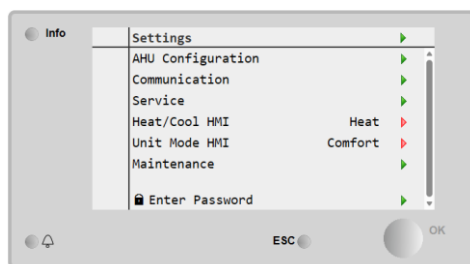 Info
Settings
AHU Configuration
Communication
Service
Heat/Cool HMI Heat
Unit Mode HMI Comfort
Maintenance
Enter Password
ESC
OK